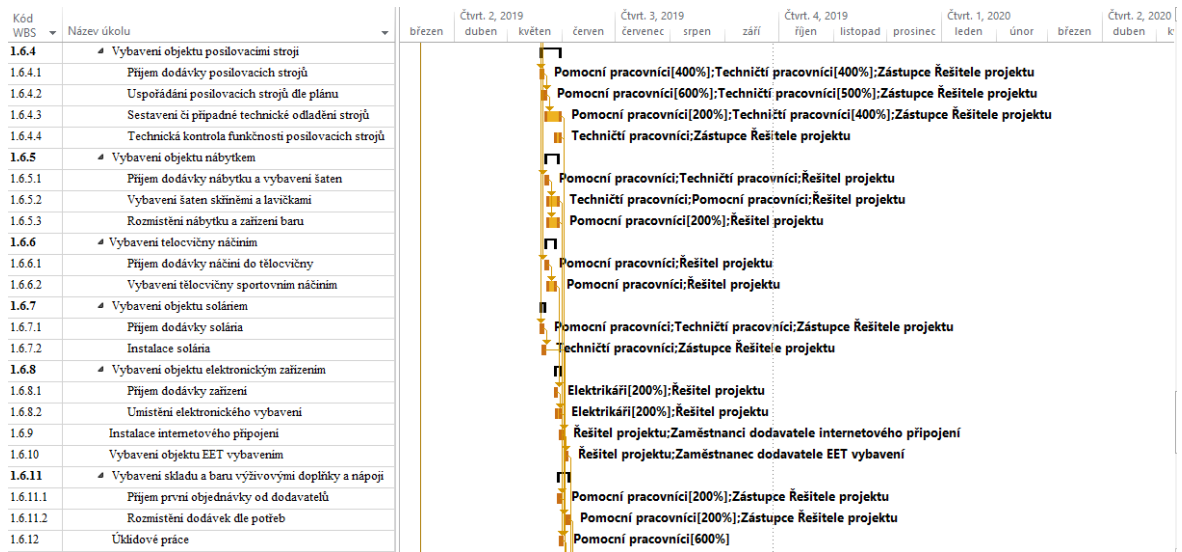 Kód WBS Název úkolu
Čtvrt. 2, 2019 Čtvrt. 3, 2019 Čtvrt. 4, 2019 Čtvrt. 1, 2020 Čtvrt. 2, 2020
březen duben květen červen červenec srpen září říjen listopad prosinec leden únor březen duben
1.6.4 Vybavení objektu posilovacími stroji
1.6.4.1 Příjem dodávky posilovacích strojů Pomocní pracovníci[400%];Techničtí pracovníci[400%];Zástupce Řešitele projektu
1.6.4.2 Uspořádání posilovacích strojů dle plánu Pomocní pracovníci[600%];Techničtí pracovníci[500%];Zástupce Řešitele projektu
1.6.4.3 Sestavení či případné technické odladění strojů Pomocní pracovníci[200%];Techničtí pracovníci[400%];Zástupce Řešitele projektu
1.6.4.4 Technická kontrola funkčnosti posilovacích strojů Techničtí pracovníci;Zástupce Řešitele projektu
1.6.5 Vybavení objektu nábytkem
1.6.5.1 Příjem dodávky nábytku a vybavení šaten Pomocní pracovníci;Techničtí pracovníci;Řešitel projektu
1.6.5.2 Vybavení šaten skříněmi a lavičkami Techničtí pracovníci;Pomocní pracovníci;Řešitel projektu
1.6.5.3 Rozmístění nábytku a zařízení baru Pomocní pracovníci[200%];Řešitel projektu
1.6.6 Vybavení telocvičny náčiním
1.6.6.1 Příjem dodávky náčiní do tělocvičny Pomocní pracovníci;Řešitel projektu
1.6.6.2 Vybavení tělocvičny sportovním náčiním Pomocní pracovníci;Řešitel projektu
1.6.7 Vybavení objektu soláriem
1.6.7.1 Příjem dodávky solária Pomocní pracovníci;Techničtí pracovníci;Zástupce Řešitele projektu
1.6.7.2 Instalace solária Techničtí pracovníci;Zástupce Řešitele projektu
1.6.8 Vybavení objektu elektronickým zařízením
1.6.8.1 Příjem dodávky zařízení Elektrikáři[200%];Řešitel projektu
1.6.8.2 Umístění elektronického vybavení Elektrikáři[200%];Řešitel projektu
1.6.9 Instalace internetového připojení Řešitel projektu;Zaměstnanci dodavatele internetového připojení
1.6.10 Vybavení objektu EET vybavením Řešitel projektu;Zaměstnanec dodavatele EET vybavení
1.6.11 Vybavení skladu a baru výživovými doplňky a nápoji
1.6.11.1 Příjem první objednávky od dodavatelů Pomocní pracovníci[200%];Zástupce Řešitele projektu
1.6.11.2 Rozmístění dodávek dle potřeb Pomocní pracovníci[200%];Zástupce Řešitele projektu
1.6.12 Úklidové práce Pomocní pracovníci[600%]